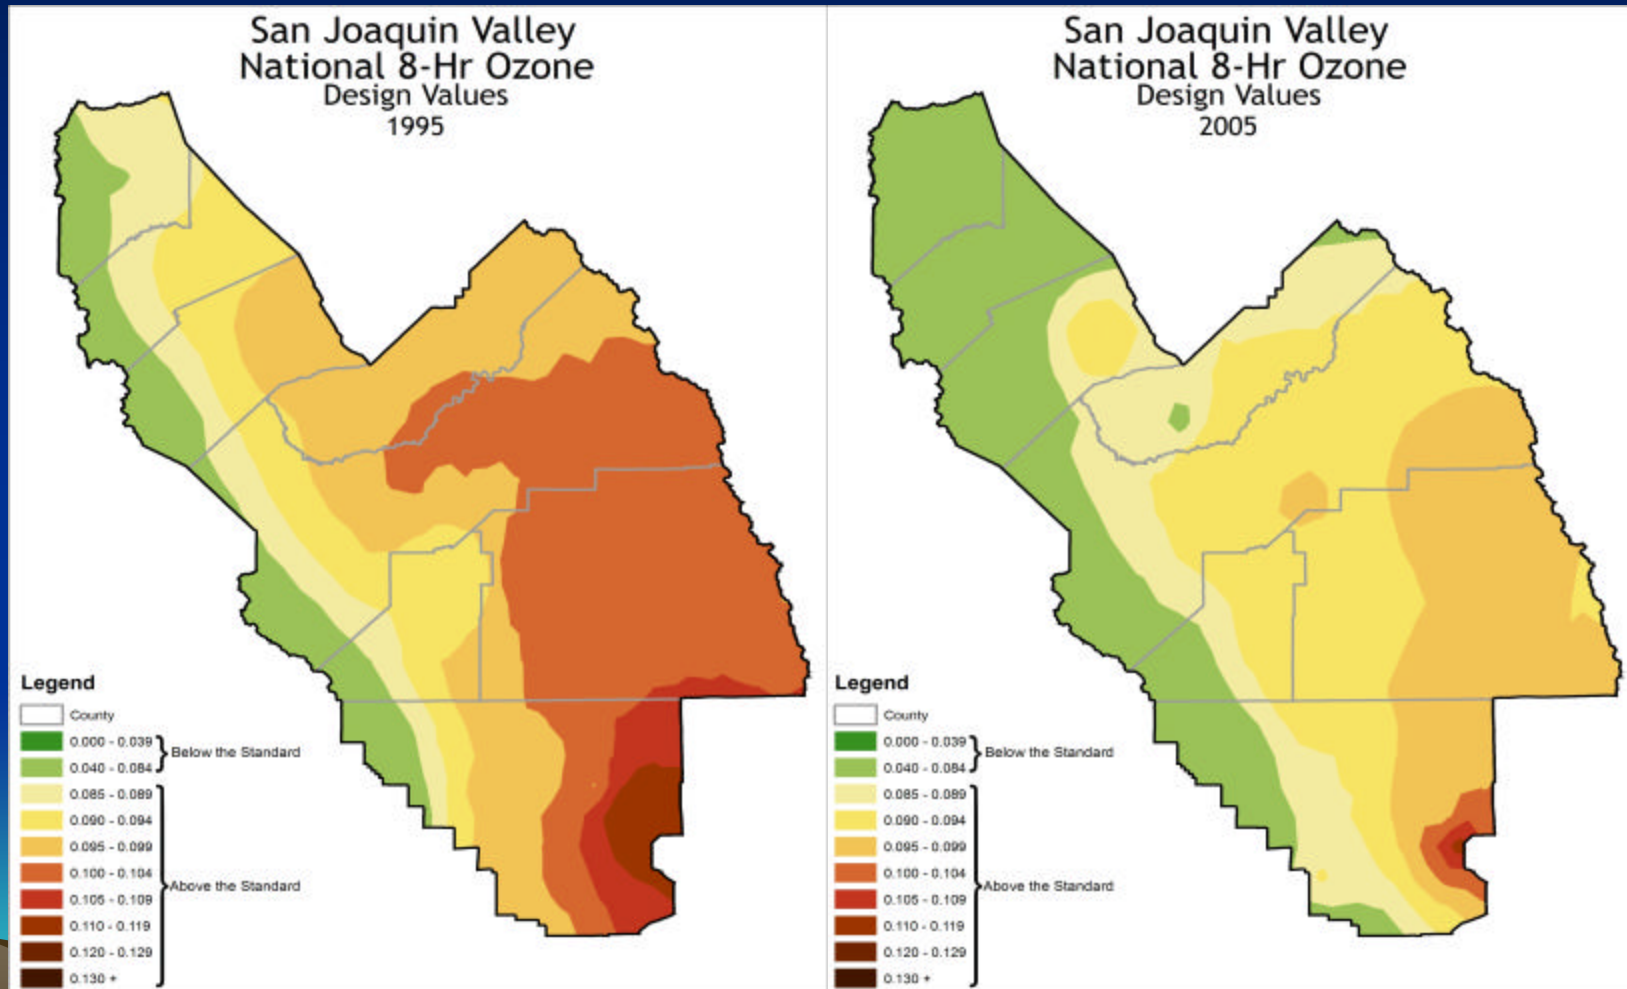 San Joaquin Valley
National 8-Hr Ozone
Design Values
1995
Legend
County
0.000 - 0.039
0.040 - 0.084
Below the Standard
0.085 - 0.089
0.090 - 0.094
0.095 - 0.099
0.100 - 0.104
0.105 - 0.109
0.110 - 0.119
0.120 - 0.129
0.130 +
Above the Standard
San Joaquin Valley
National 8-Hr Ozone
Design Values
2005
Legend
County
0.000 - 0.039
0.040 - 0.084
Below the Standard
0.085 - 0.089
0.090 - 0.094
0.095 - 0.099
0.100 - 0.104
0.105 - 0.109
0.110 - 0.119
0.120 - 0.129
0.130 +
Above the Standard